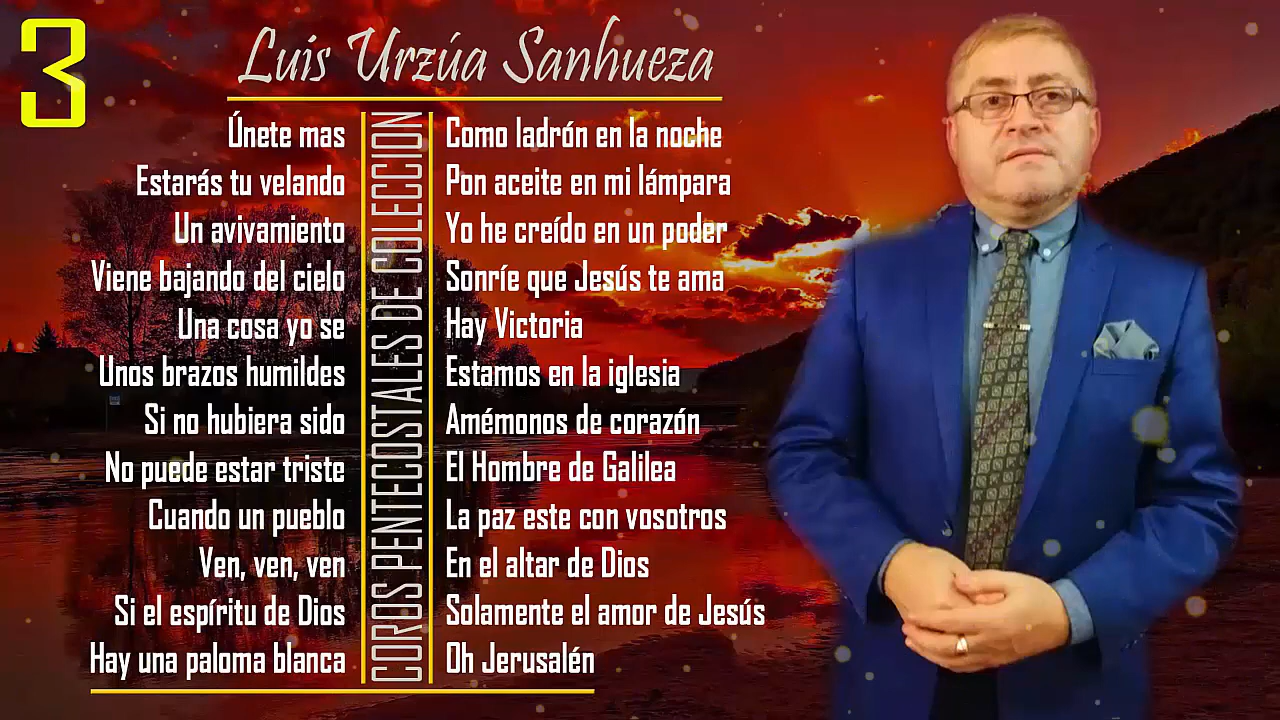 3
Luis Urzúa Sanhueza
COROS PENTECOSTALES DE COLECCION
Únete mas
Estarás tu velando
Un avivamiento
Viene bajando del cielo
Una cosa yo se
Unos brazos humildes
Si no hubiera sido
No puede estar triste
Cuando un pueblo
Ven, ven, ven
Si el espíritu de Dios
Hay una paloma blanca
Como ladrón en la noche
Pon aceite en mi lámpara
Yo he creído en un poder
Sonríe que Jesús te ama
Hay Victoria
Estamos en la iglesia
Amémonos de corazón
El Hombre de Galilea
La paz este con vosotros
En el altar de Dios
Solamente el amor de Jesús
Oh Jerusalén